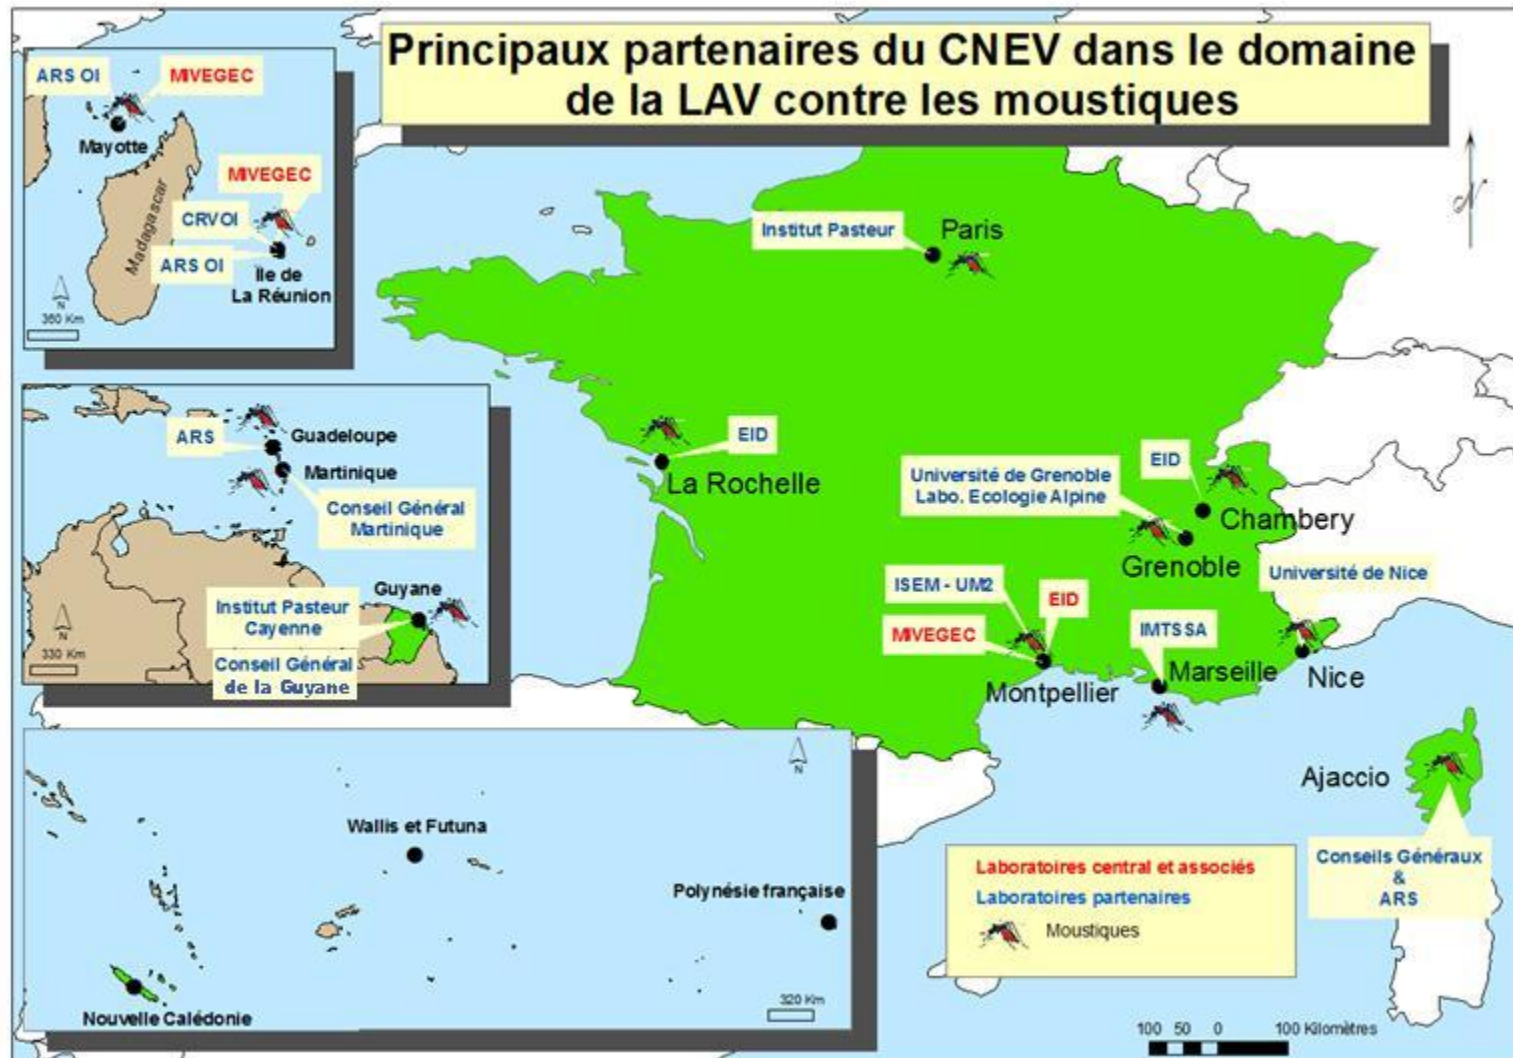 Principaux partenaires du CNEV dans le domaine
de la LAV contre les moustiques
ARS OI
MIVEGEC
Mayotte
Madagascar
MIVEGEC
CRVOI
ARS OI
Ile de
La Réunion
N
360 Km
ARS
Guadeloupe
Martinique
Conseil Général
Martinique
Guyane
Institut Pasteur
Cayenne
Conseil Général
de la Guyane
N
330 Km
N
Wallis et Futuna
Polynésie française
Nouvelle Calédonie
320 Km
Institut Pasteur
Paris
EID
La Rochelle
Université de Grenoble
Labo. Ecologie Alpine
EID
Chambery
Grenoble
Université de Nice
ISEM - UM2
EID
MIVEGEC
IMTSSA
Montpellier
Marseille
Nice
Ajaccio
Conseils Généraux
&
ARS
Laboratoires central et associés
Laboratoires partenaires
Moustiques
N
100 50 0 100 Kilomètres